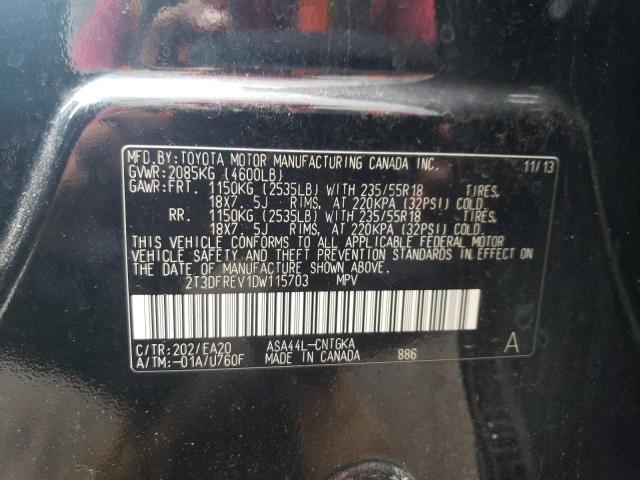 MFD.BY:TOYOTA MOTOR MANUFACTURING CANADA INC. 11/13
GVWR:2085KG (4600LB)
GAWR:FRT. 1150KG (2535LB) WITH 235/55R18 TIRES,
18X7.5J RIMS, AT 220KPA (32PSI) COLD.
RR. 1150KG (2535LB) WITH 235/55R18 TIRES,
18X7.5J RIMS, AT 220KPA (32PSI) COLD.
THIS VEHICLE CONFORMS TO ALL APPLICABLE FEDERAL MOTOR
VEHICLE SAFETY AND THEFT PREVENTION STANDARDS IN EFFECT
ON THE DATE OF MANUFACTURE SHOWN ABOVE.
2T3DFREV1DW115703 MPV
C/TR:202/EA20 ASA44L-CNTGKA
A/TM:-01A/U760F MADE IN CANADA 886 A